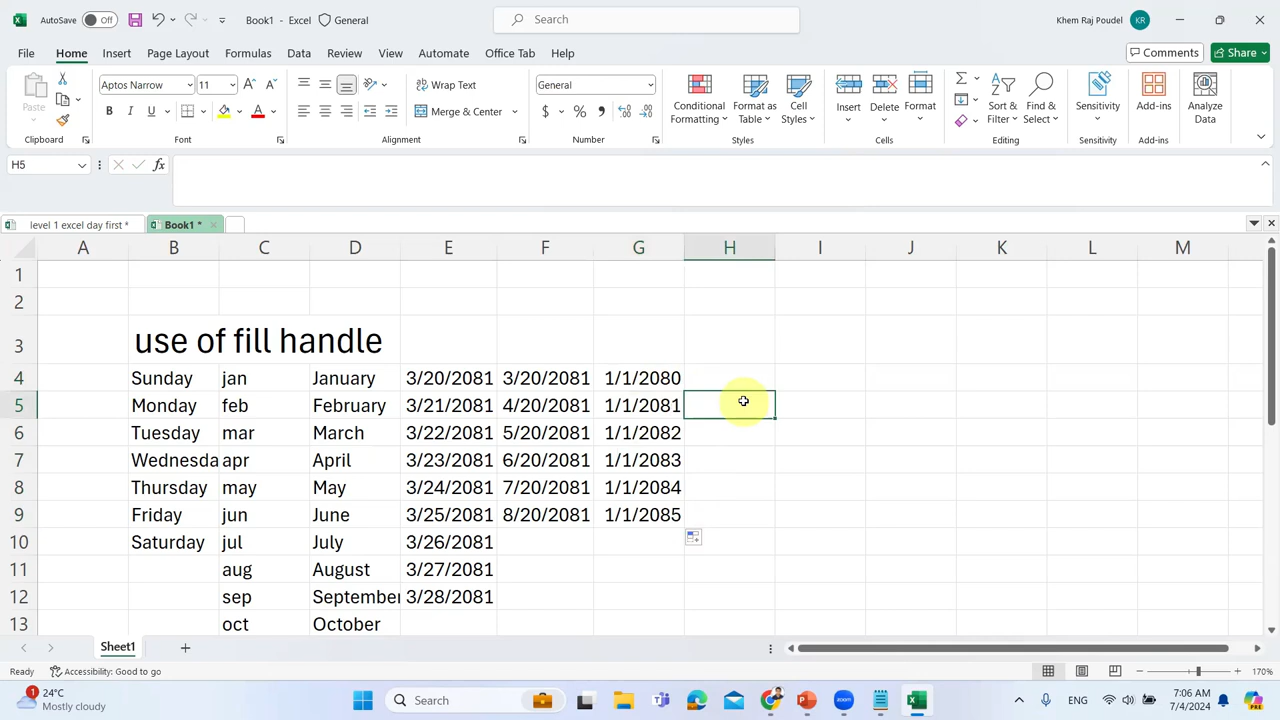 AutoSave Off Book1 - Excel General Search Khem Raj Poudel KR
File Home Insert Page Layout Formulas Data Review View Automate Office Tab Help Comments Share
Paste Aptos Narrow 11 Wrap Text General Conditional Formatting Format as Table Cell Styles Insert Delete Format Sort & Filter Find & Select Sensitivity Add-ins Analyze Data
B I U A Merge & Center $ % 9
Clipboard Font Alignment Number Styles Cells Editing Sensitivity Add-ins
H5 fx
level 1 excel day first * Book1 *
A B C D E F G H I J K L M
1
2
3 use of fill handle
4 Sunday jan January 3/20/2081 3/20/2081 1/1/2080
5 Monday feb February 3/21/2081 4/20/2081 1/1/2081
6 Tuesday mar March 3/22/2081 5/20/2081 1/1/2082
7 Wednesda apr April 3/23/2081 6/20/2081 1/1/2083
8 Thursday may May 3/24/2081 7/20/2081 1/1/2084
9 Friday jun June 3/25/2081 8/20/2081 1/1/2085
10 Saturday jul July 3/26/2081
11 aug August 3/27/2081
12 sep September 3/28/2081
13 oct October
Sheet1
Ready Accessibility: Good to go 170%
1 24°C Search ENG 7:06 AM
Mostly cloudy 7/4/2024